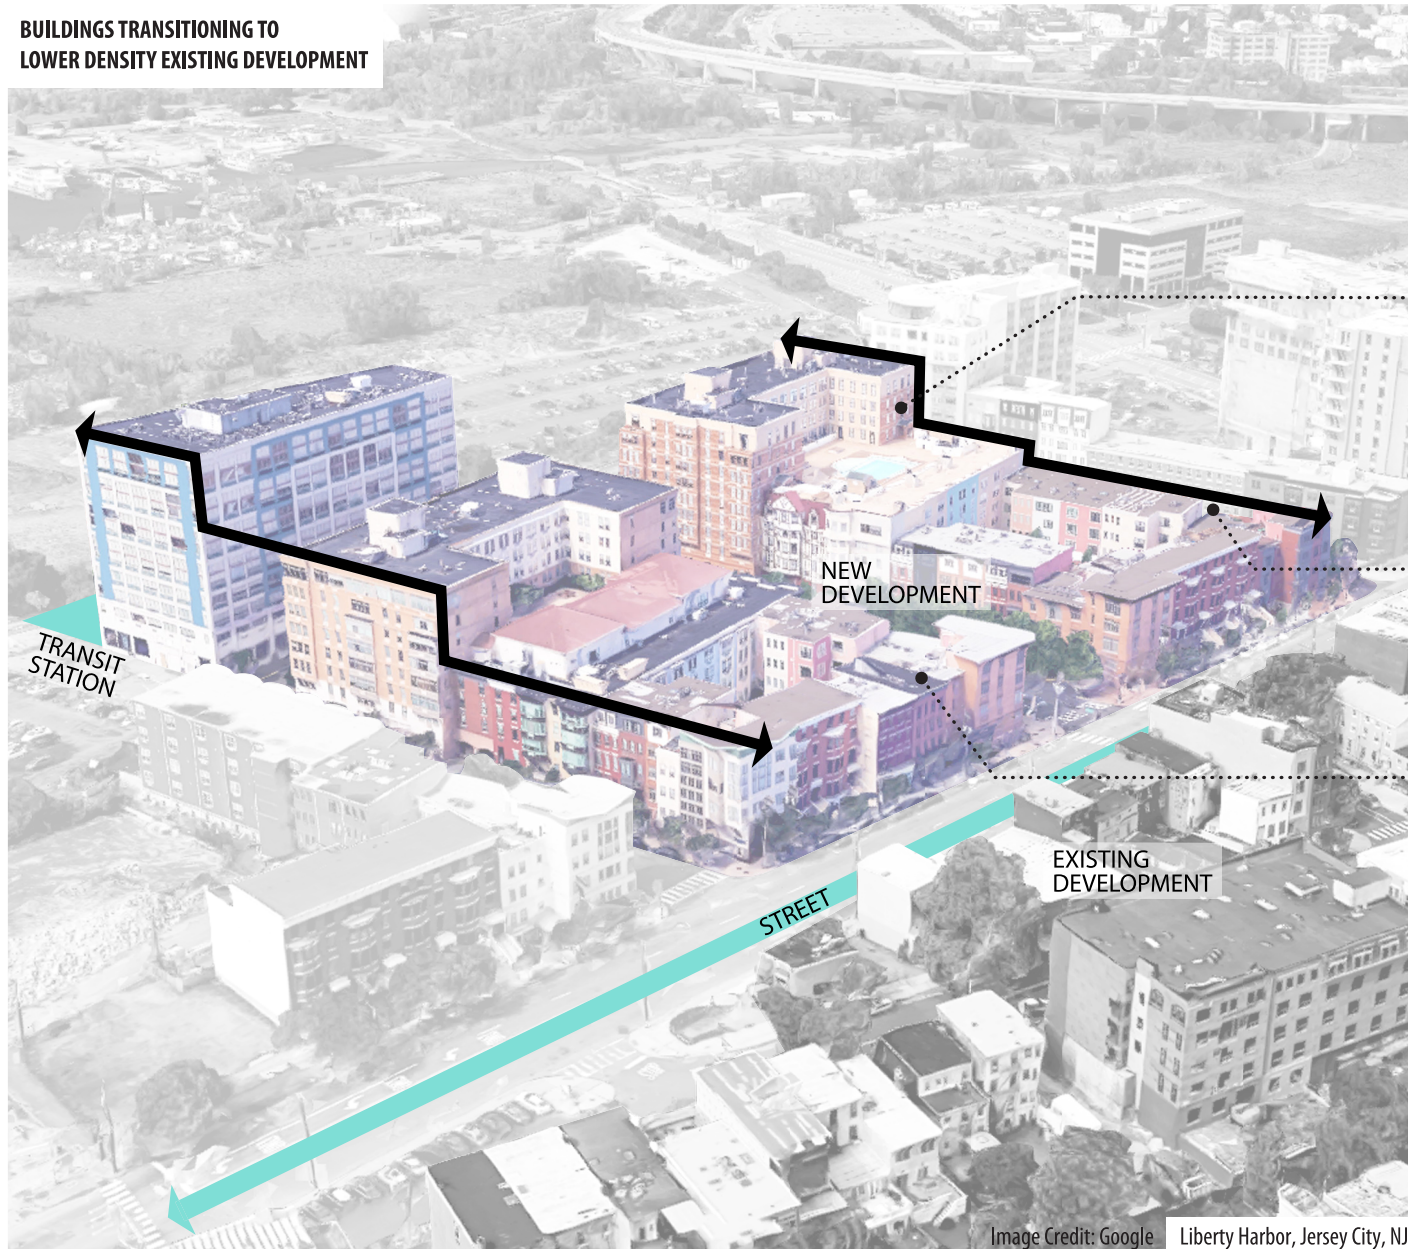 BUILDINGS TRANSITIONING TO
LOWER DENSITY EXISTING DEVELOPMENT
NEW
DEVELOPMENT
TRANSIT
STATION
EXISTING
DEVELOPMENT
STREET
Image Credit: Google
Liberty Harbor, Jersey City, NJ